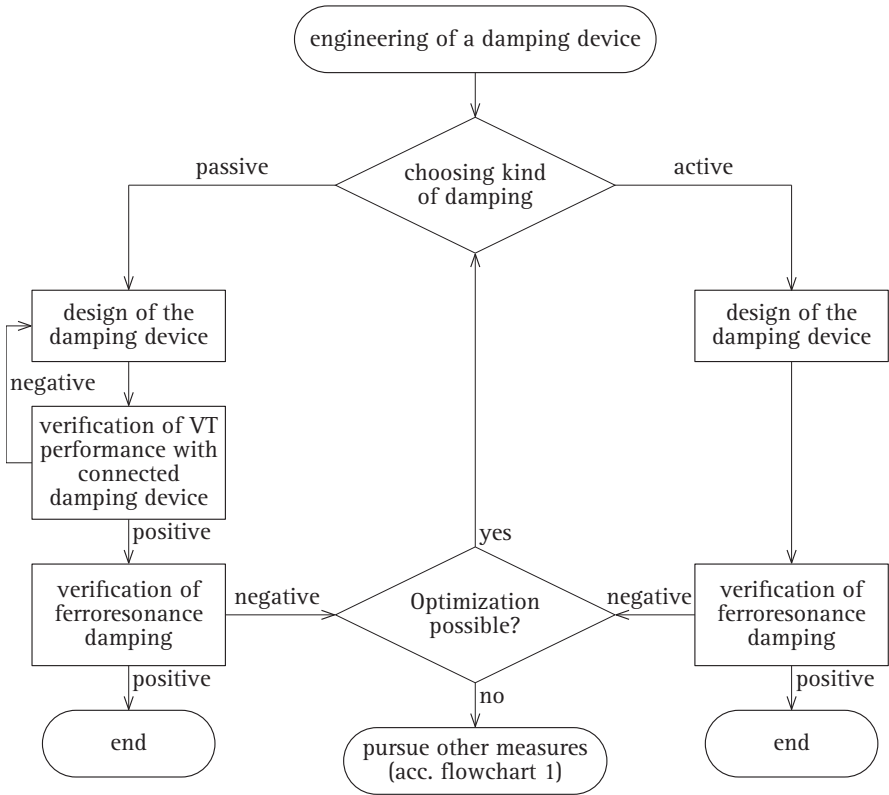 engineering of a damping device
passive
choosing kind
of damping
active
design of the
damping device
design of the
damping device
negative
verification of VT
performance with
connected
damping device
positive
yes
verification of
ferroresonance
damping
negative
Optimization
possible?
negative
verification of
ferroresonance
damping
positive
no
positive
end
pursue other measures
(acc. flowchart 1)
end